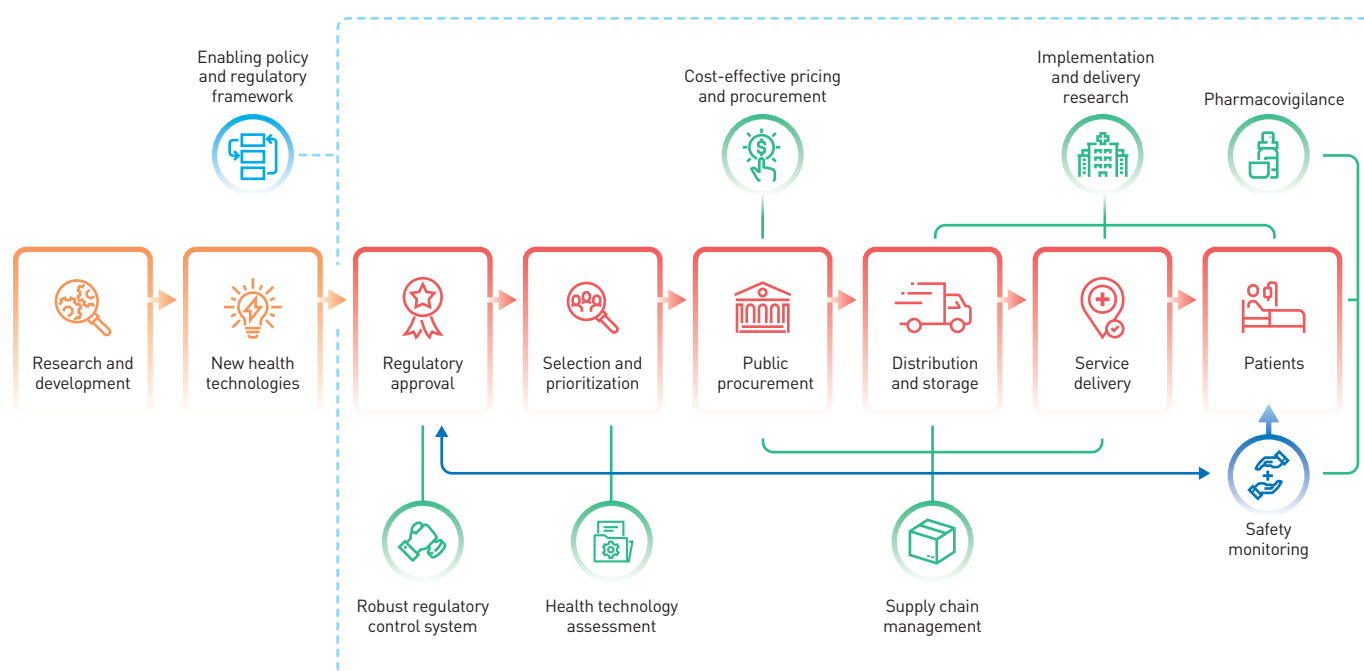 Enabling policy
and regulatory
framework
Cost-effective pricing
and procurement
Implementation
and delivery
research
Pharmacovigilance
$
Research and
development
New health
technologies
Regulatory
approval
Selection and
prioritization
Public
procurement
Distribution
and storage
Service
delivery
Patients
Safety
monitoring
Robust regulatory
control system
Health technology
assessment
Supply chain
management